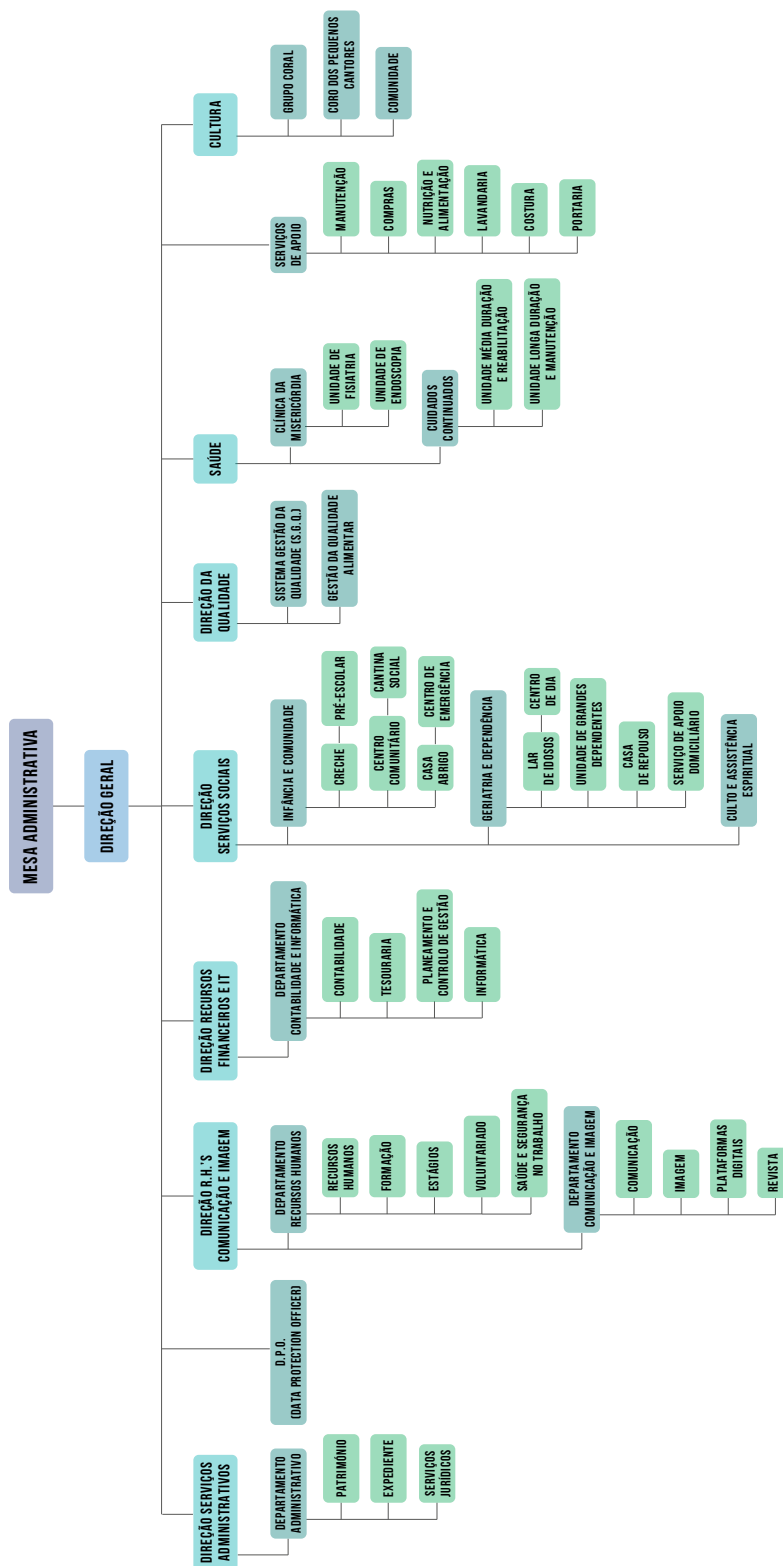 MESA ADMINISTRATIVA
DIREÇÃO GERAL
DIREÇÃO SERVIÇOS
ADMINISTRATIVOS
DEPARTAMENTO
ADMINISTRATIVO
PATRIMÓNIO
EXPEDIENTE
SERVIÇOS
JURÍDICOS
D.P.O.
(DATA PROTECTION OFFICER)
DIREÇÃO R.H.'S
COMUNICAÇÃO E IMAGEM
DEPARTAMENTO
RECURSOS HUMANOS
RECURSOS
HUMANOS
FORMAÇÃO
ESTÁGIOS
VOLUNTARIADO
SAÚDE E SEGURANÇA
NO TRABALHO
DEPARTAMENTO
COMUNICAÇÃO E IMAGEM
COMUNICAÇÃO
IMAGEM
PLATAFORMAS
DIGITAIS
REVISTA
DIREÇÃO RECURSOS
FINANCEIROS E IT
DEPARTAMENTO
CONTABILIDADE E INFORMÁTICA
CONTABILIDADE
TESOURARIA
PLANEAMENTO E
CONTROLO DE GESTÃO
INFORMÁTICA
DIREÇÃO
SERVIÇOS SOCIAIS
INFÂNCIA E COMUNIDADE
CRECHE
PRÉ-ESCOLAR
CENTRO
COMUNITÁRIO
CANTINA
SOCIAL
CASA
ABRIGO
CENTRO DE
EMERGÊNCIA
GERIATRIA E DEPENDÊNCIA
LAR
DE IDOSOS
CENTRO
DE DIA
UNIDADE DE GRANDES
DEPENDENTES
CASA
DE REPOUSO
SERVIÇO DE APOIO
DOMICILIÁRIO
CULTO E ASSISTÊNCIA
ESPIRITUAL
DIREÇÃO DA
QUALIDADE
SISTEMA GESTÃO DA
QUALIDADE (S.G.Q.)
GESTÃO DA QUALIDADE
ALIMENTAR
SAÚDE
CLÍNICA DA
MISERICÓRDIA
UNIDADE DE
FISIATRIA
UNIDADE DE
ENDOSCOPIA
CUIDADOS
CONTINUADOS
UNIDADE MÉDIA DURAÇÃO
E REABILITAÇÃO
UNIDADE LONGA DURAÇÃO
E MANUTENÇÃO
SERVIÇOS
DE APOIO
MANUTENÇÃO
COMPRAS
NUTRIÇÃO E
ALIMENTAÇÃO
LAVANDARIA
COSTURA
PORTARIA
CULTURA
GRUPO CORAL
CORO DOS PEQUENOS
CANTORES
COMUNIDADE